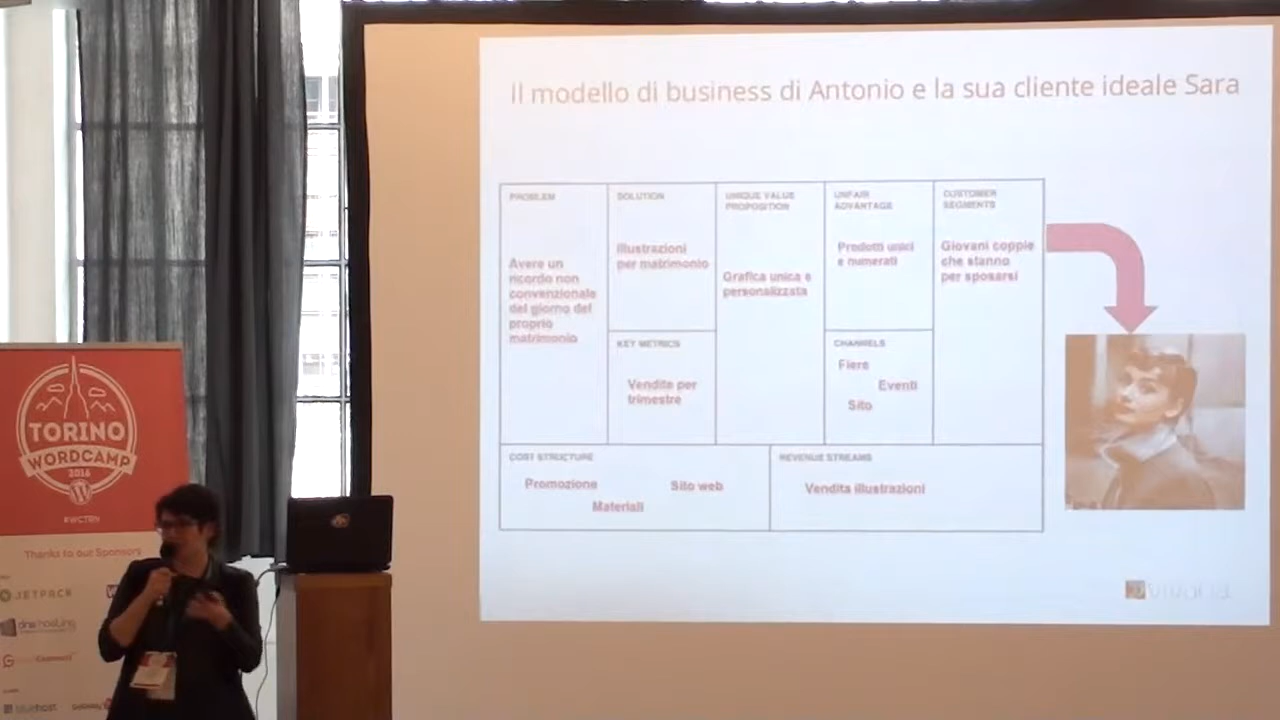 Il modello di business di Antonio e la sua cliente ideale Sara
PROBLEM
Avere un
ricordo non
convenzionale
del giorno del
proprio
matrimonio
SOLUTION
Illustrazioni
per matrimonio
KEY METRICS
Vendite per
trimestre
UNIQUE VALUE
PROPOSITION
Grafica unica e
personalizzata
UNFAIR
ADVANTAGE
Prodotti unici
e numerati
CHANNELS
Fiere
Eventi
Sito
CUSTOMER
SEGMENTS
Giovani coppie
che stanno
per sposarsi
COST STRUCTURE
Promozione
Sito web
Materiali
REVENUE STREAMS
Vendita illustrazioni
TORINO
WORDCAMP
2016
#WCTRN
Thanks to our Sponsors
JETPACK
dns hosting
bluehost